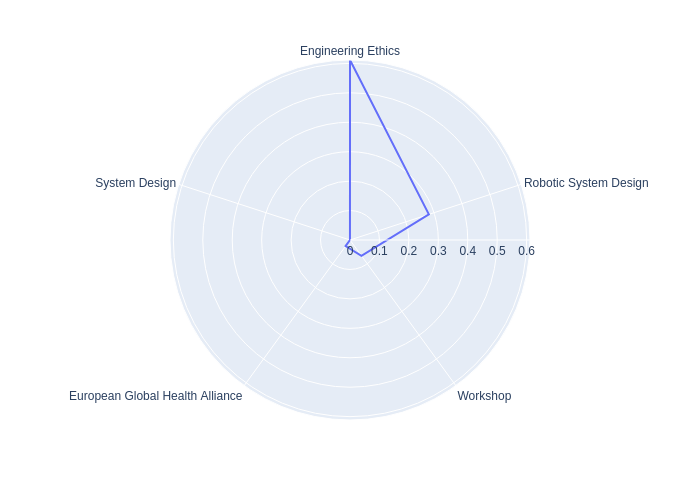 Engineering Ethics
System Design
Robotic System Design
0 0.1 0.2 0.3 0.4 0.5 0.6
European Global Health Alliance
Workshop